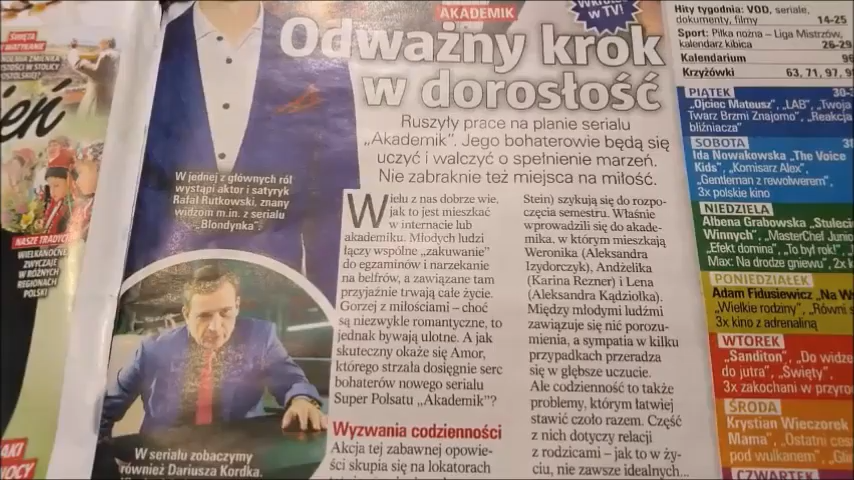 ŚWIĘTA
W WATYKANIE
NASZE TRADYCJE
WIELKANOCNE
ZWYCZAJE
W RÓŻNYCH
REGIONACH
POLSKI
AKADEMIK
w TV!
Odważny krok
w dorosłość
Ruszyły prace na planie serialu
„Akademik”. Jego bohaterowie będą się
uczyć i walczyć o spełnienie marzeń.
Nie zabraknie też miejsca na miłość.
W jednej z głównych ról
wystąpi aktor i satyryk
Rafał Rutkowski, znany
widzom m.in. z serialu
„Blondynka”.
W serialu zobaczymy
również Dariusza Kordka.
Wielu z nas dobrze wie,
jak to jest mieszkać
w internacie lub
akademiku. Młodych ludzi
łączy wspólne „zakuwanie”
do egzaminów i narzekanie
na belfrów, a zawiązane tam
przyjaźnie trwają całe życie.
Gorzej z miłościami – choć
są niezwykle romantyczne, to
jednak bywają ulotne. A jak
skuteczny okaże się Amor,
którego strzała dosięgnie serc
bohaterów nowego serialu
Super Polsatu „Akademik”?
Wyzwania codzienności
Akcja tej zabawnej opowie-
ści skupia się na lokatorach
Stein) szykują się do rozpo-
częcia semestru. Właśnie
wprowadzili się do akade-
mika, w którym mieszkają
Weronika (Aleksandra
Izydorczyk), Andżelika
(Karina Rezner) i Lena
(Aleksandra Kądziołka).
Między młodymi ludźmi
zawiązuje się nić porozu-
mienia, a sympatia w kilku
przypadkach przeradza
się w głębsze uczucie.
Ale codzienność to także
problemy, którym łatwiej
stawić czoło razem. Część
z nich dotyczy relacji
z rodzicami – jak to w ży-
ciu, nie zawsze idealnych...
Hity tygodnia: VOD, seriale,
dokumenty, filmy 14-25
Sport: Piłka nożna – Liga Mistrzów,
kalendarz kibica 26-29
Kalendarium 96
Krzyżówki 63, 71, 97, 9
PIĄTEK 30-
„Ojciec Mateusz”, „LAB”, „Twoja
Twarz Brzmi Znajomo”, „Reakcja
bliźniacza”
SOBOTA 3
Ida Nowakowska „The Voice
Kids”, „Komisarz Alex”,
„Gentleman z rewolwerem”,
3x polskie kino
NIEDZIELA
Albena Grabowska „Stulecie
Winnych”, „MasterChef Junior
„Efekt domina”, „To był rok!”,
Max: Na drodze gniewu”, 2x k
PONIEDZIAŁEK
Adam Fidusiewicz „Na W
„Wielkie rodziny”, „Równi s
3x kino z adrenaliną
WTOREK
„Sanditon”, „Do widze
do jutra”, „Święty”,
3x zakochani w przyro
ŚRODA
Krystian Wieczorek
Mama”, „Ostatni
pod wulkanem”,
CZWARTEK